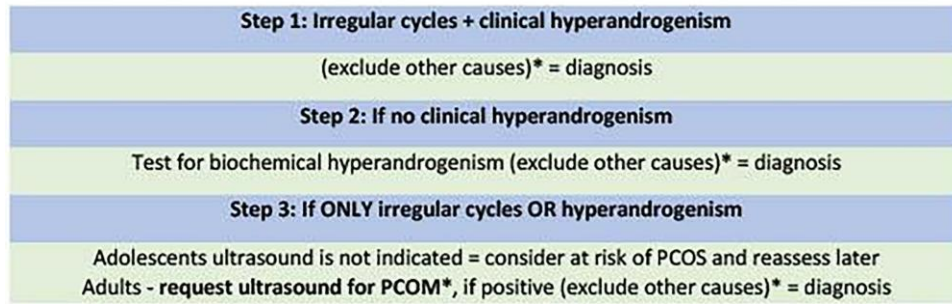 Step 1: Irregular cycles + clinical hyperandrogenism
(exclude other causes)* = diagnosis
Step 2: If no clinical hyperandrogenism
Test for biochemical hyperandrogenism (exclude other causes)* = diagnosis
Step 3: If ONLY irregular cycles OR hyperandrogenism
Adolescents ultrasound is not indicated = consider at risk of PCOS and reassess later
Adults - request ultrasound for PCOM*, if positive (exclude other causes)* = diagnosis